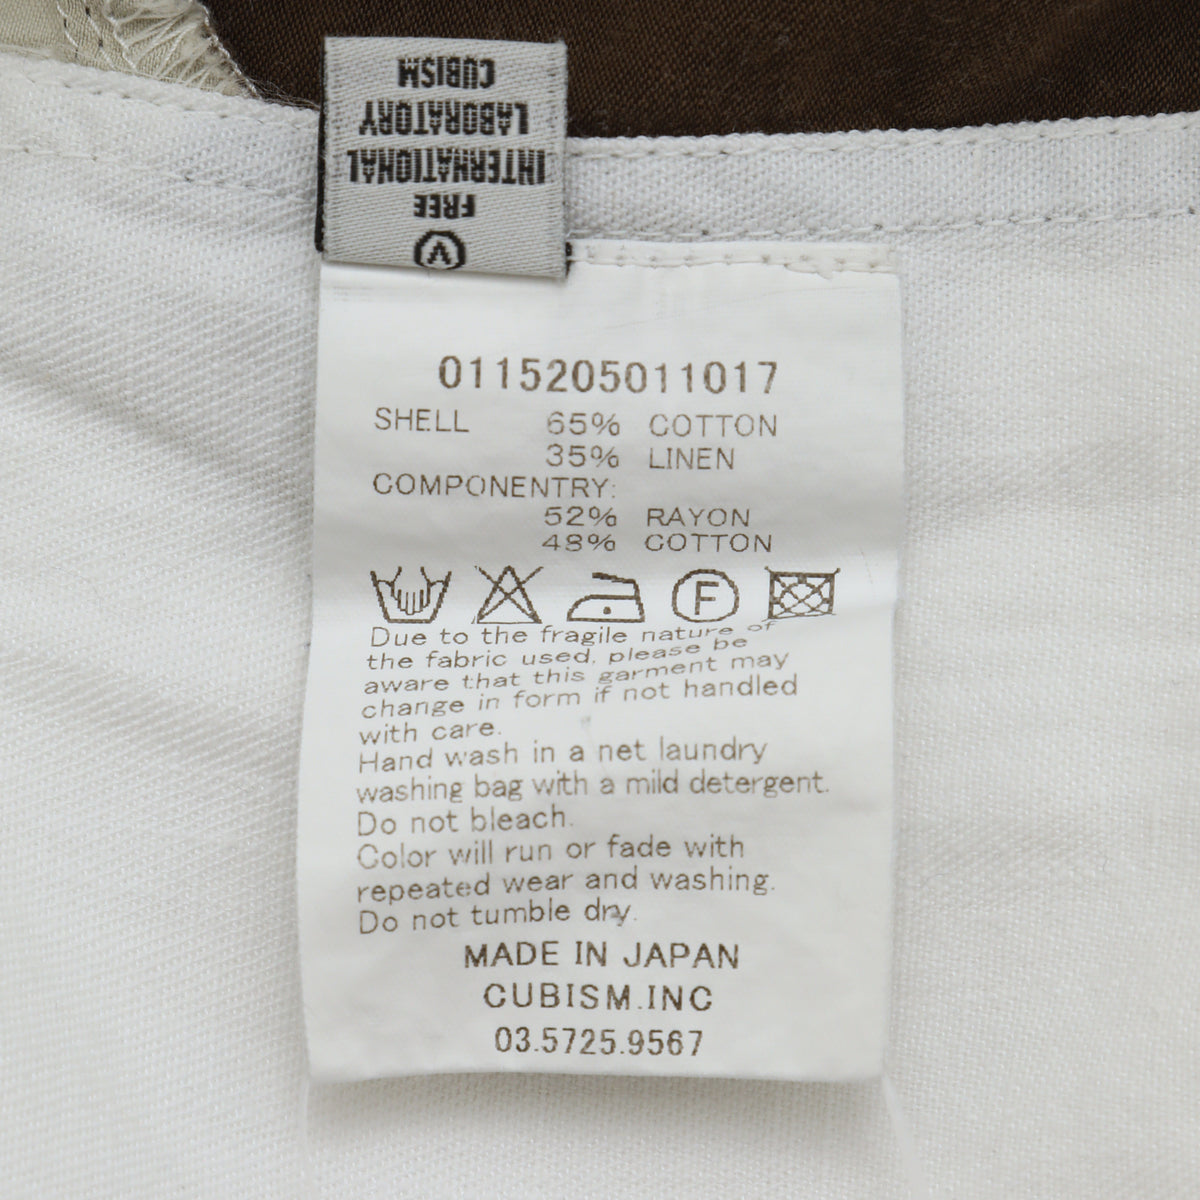 CUBISM
LABORATORY
INTERNATIONAL
FREE
0115205011017
SHELL 65% COTTON
35% LINEN
COMPONENTRY:
52% RAYON
48% COTTON
F
Due to the fragile nature of
the fabric used, please be
aware that this garment may
change in form if not handled
with care.
Hand wash in a net laundry
washing bag with a mild detergent.
Do not bleach.
Color will run or fade with
repeated wear and washing.
Do not tumble dry.
MADE IN JAPAN
CUBISM.INC
03.5725.9567